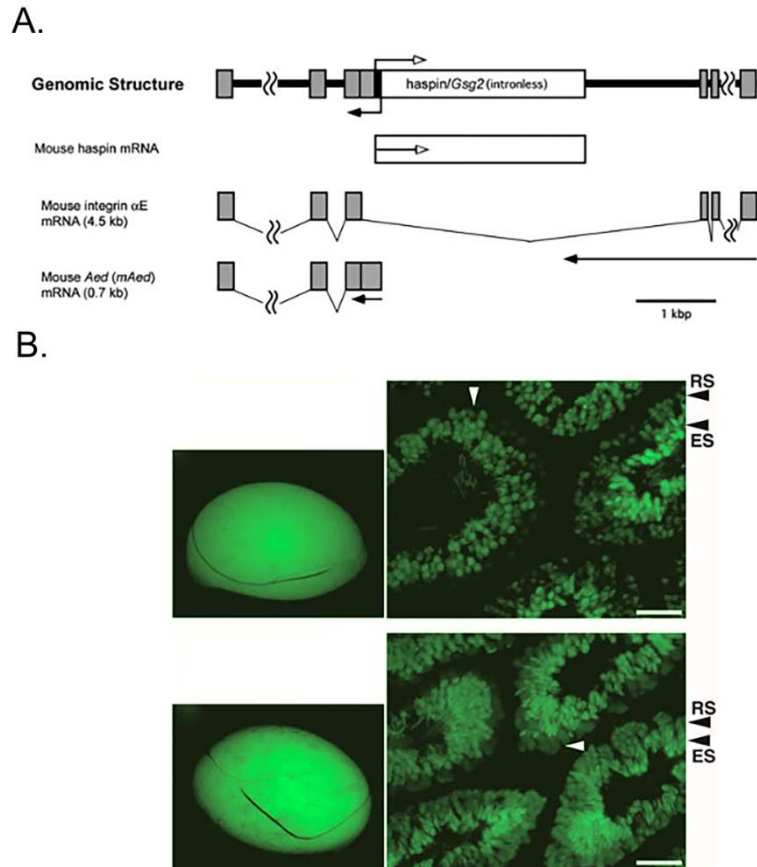 A.
Genomic Structure
haspin/Gsg2 (intronless)
Mouse haspin mRNA
Mouse integrin αE
mRNA (4.5 kb)
Mouse Aed (mAed)
mRNA (0.7 kb)
1 kbp
B.
RS
ES
RS
ES